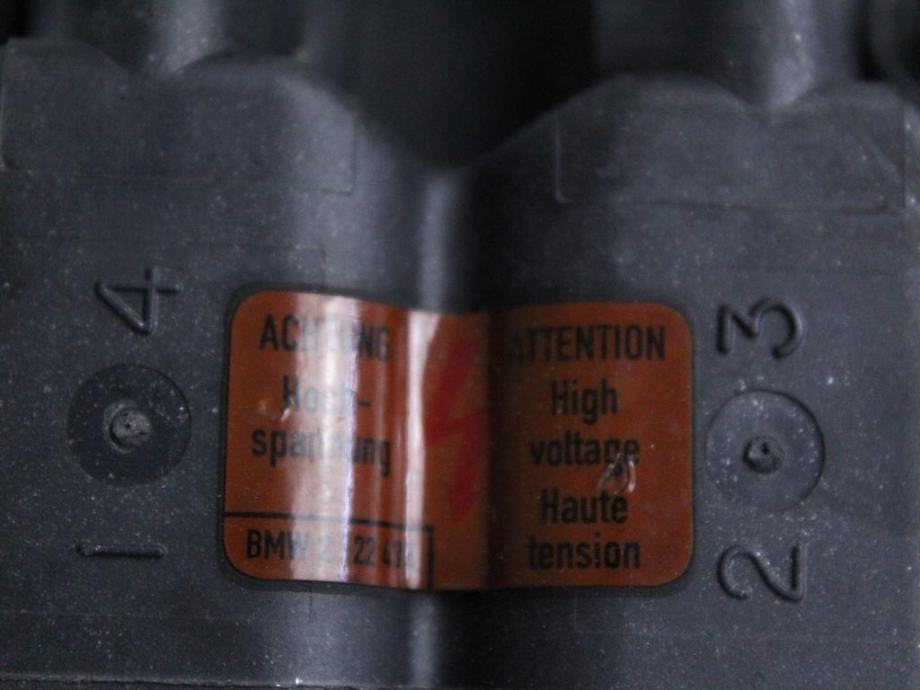 4
3
ACHTUNG
Hoch-
spannung
BMW
ATTENTION
High
voltage
Haute
tension
1
2